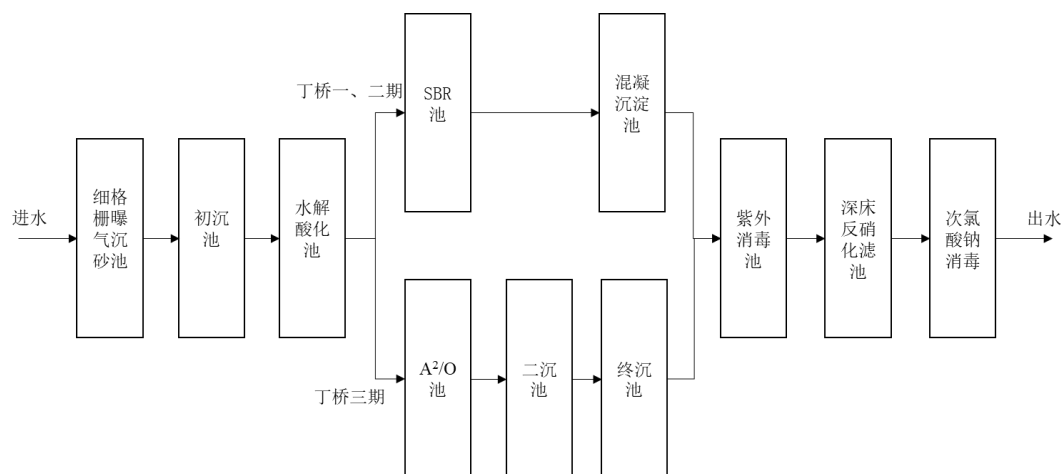 进水
细格
栅曝
气沉
砂池
初沉
池
水解
酸化
池
丁桥一、二期
SBR
池
混凝
沉淀
池
丁桥三期
A²/O
池
二沉
池
终沉
池
紫外
消毒
池
深床
反硝
化滤
池
次氯
酸钠
消毒
出水